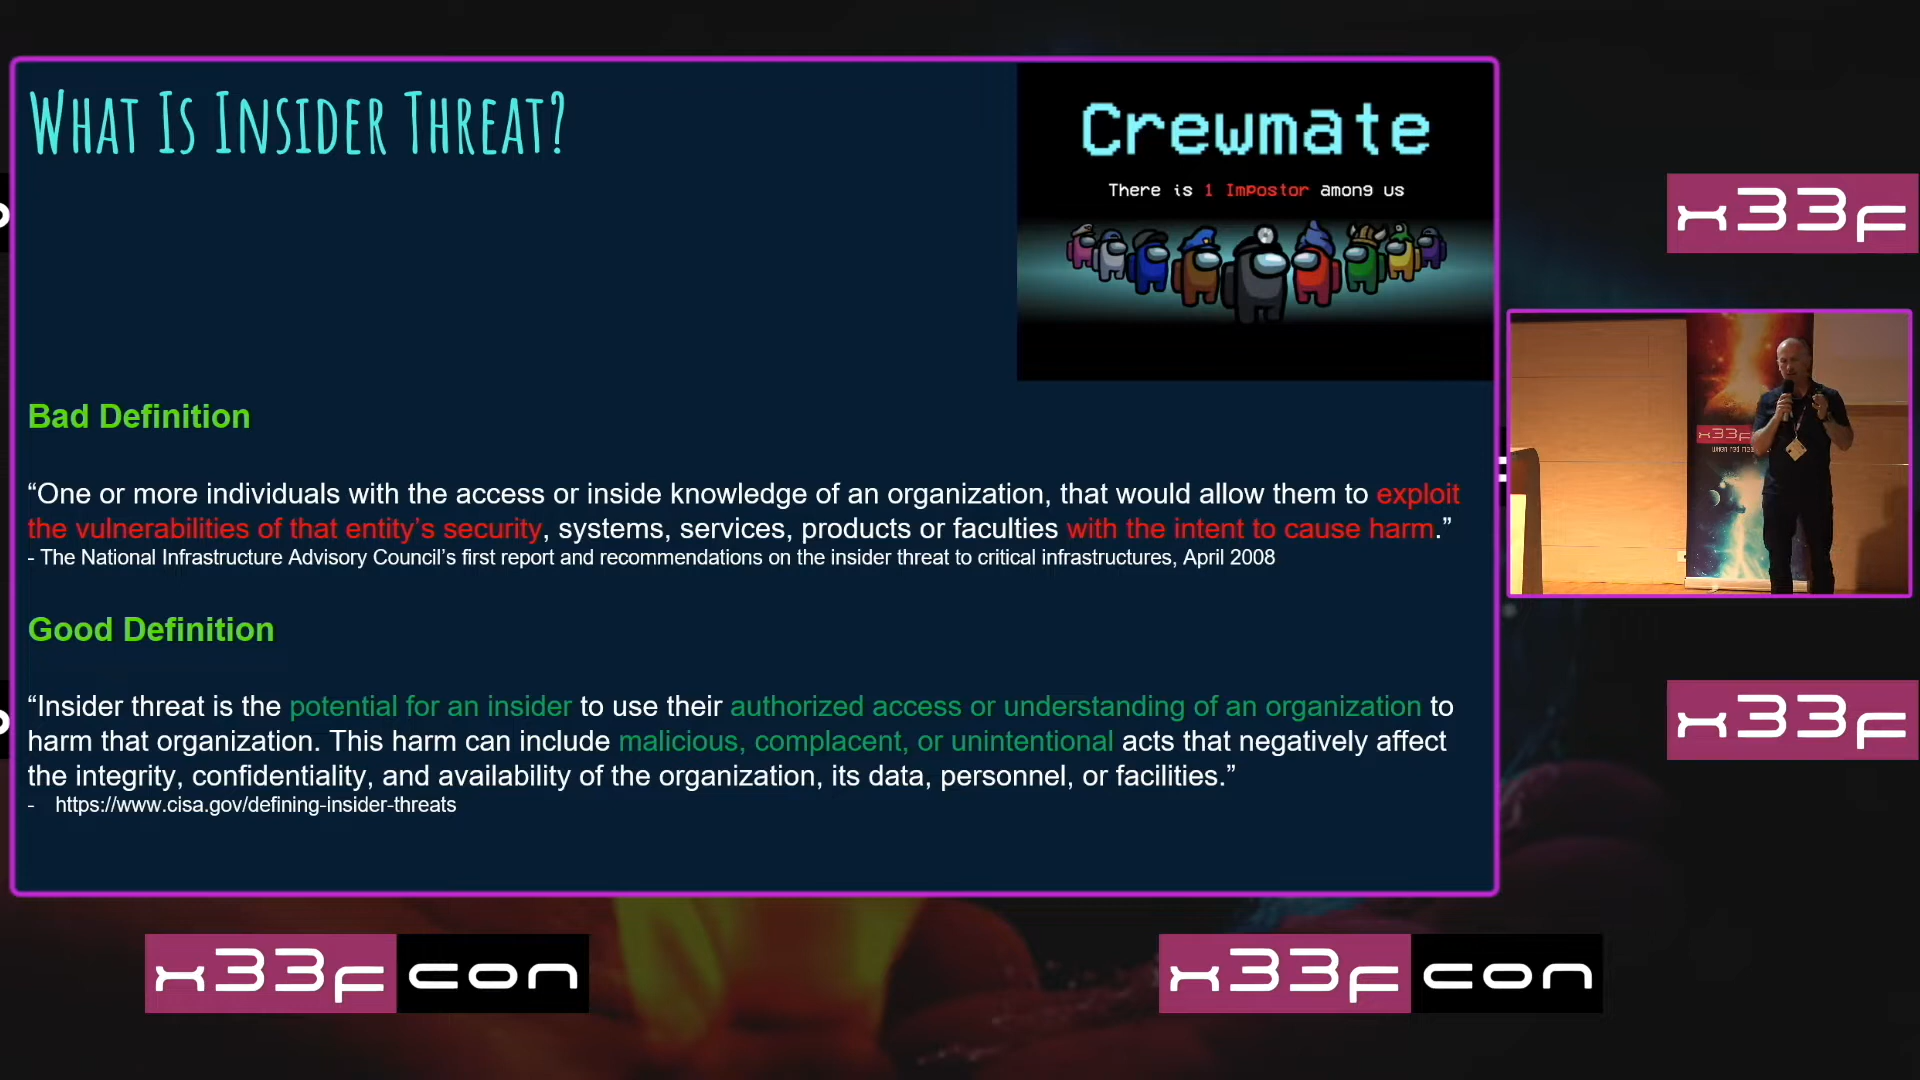 WHAT IS INSIDER THREAT?
Crewmate
There is 1 Impostor among us
Bad Definition
“One or more individuals with the access or inside knowledge of an organization, that would allow them to exploit
the vulnerabilities of that entity’s security, systems, services, products or faculties with the intent to cause harm.”
- The National Infrastructure Advisory Council’s first report and recommendations on the insider threat to critical infrastructures, April 2008
Good Definition
“Insider threat is the potential for an insider to use their authorized access or understanding of an organization to
harm that organization. This harm can include malicious, complacent, or unintentional acts that negatively affect
the integrity, confidentiality, and availability of the organization, its data, personnel, or facilities.”
- https://www.cisa.gov/defining-insider-threats
x33f
x33f
x33f
x33fcon
x33fcon